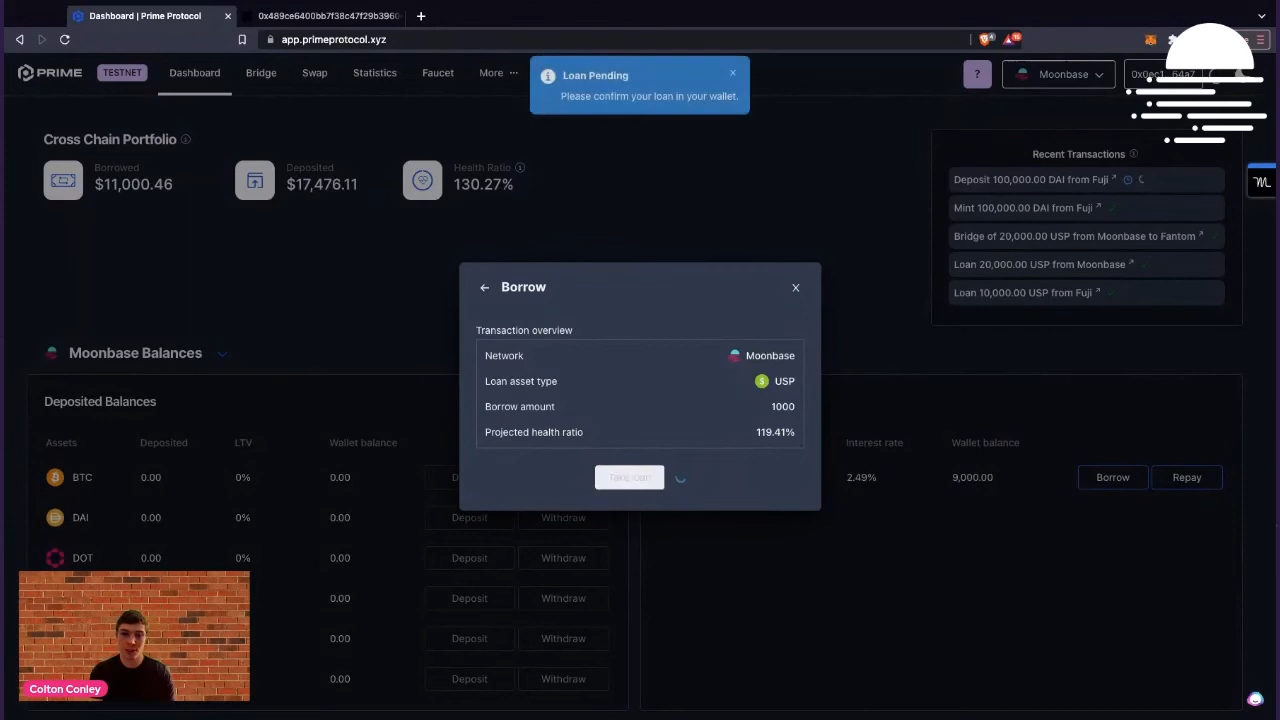 Dashboard | Prime Protocol
0x489ce6400bb7f38c47f29b3960
app.primeprotocol.xyz
PRIME
TESTNET
Dashboard
Bridge
Swap
Statistics
Faucet
More
?
Moonbase
Loan Pending
Please confirm your loan in your wallet.
Cross Chain Portfolio
Borrowed
$11,000.46
Deposited
$17,476.11
Health Ratio
130.27%
Recent Transactions
Deposit 100,000.00 DAI from Fuji
Mint 100,000.00 DAI from Fuji
Bridge of 20,000.00 USP from Moonbase to Fantom
Loan 20,000.00 USP from Moonbase
Loan 10,000.00 USP from Fuji
Borrow
Transaction overview
Network Moonbase
Loan asset type USP
Borrow amount 1000
Projected health ratio 119.41%
Take loan
Moonbase Balances
Deposited Balances
Assets Deposited LTV Wallet balance
BTC 0.00 0% 0.00
DAI 0.00 0% 0.00 Deposit Withdraw
DOT 0.00 0% 0.00 Deposit Withdraw
0.00 Deposit Withdraw
0.00 Deposit Withdraw
0.00 Deposit Withdraw
Interest rate Wallet balance
2.49% 9,000.00 Borrow Repay
Colton Conley